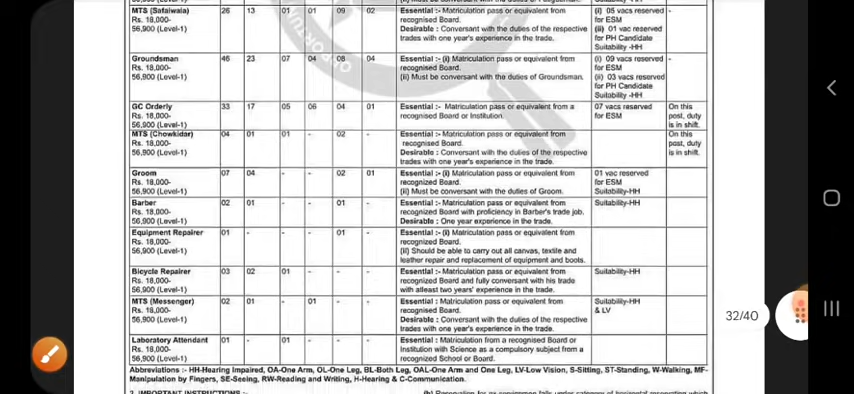 MTS (Safaiwala) 26 13 01 01 09 02 Essential :- Matriculation pass or equivalent from (i) 05 vacs reserved -
Rs. 18,000- recognised Board. for ESM
56,900 (Level-1) Desirable : Conversant with the duties of the respective (ii) 01 vac reserved
trades with one year's experience in the trade. for PH Candidate
Suitability -HH
Groundsman 46 23 07 04 08 04 Essential :- (i) Matriculation pass or equivalent from (i) 09 vacs reserved -
Rs. 18,000- recognised Board. for ESM
56,900 (Level-1) (ii) Must be conversant with the duties of Groundsman. (ii) 03 vacs reserved
for PH Candidate
Suitability -HH
GC Orderly 33 17 05 06 04 01 Essential :- Matriculation pass or equivalent from a 07 vacs reserved On this
Rs. 18,000- recognised Board or Institution. for ESM post, duty
56,900 (Level-1) is in shift.
MTS (Chowkidar) 04 01 01 - 02 - Essential :- Matriculation pass or equivalent from On this
Rs. 18,000- recognised Board. post, duty
56,900 (Level-1) Desirable : Conversant with the duties of the respective is in shift.
trades with one year's experience in the trade.
Groom 07 04 - - 02 01 Essential :- (i) Matriculation pass or equivalent from 01 vac reserved
Rs. 18,000- recognized Board. for ESM
56,900 (Level-1) (ii) Must be conversant with the duties of Groom. Suitability-HH
Barber 02 01 - - 01 - Essential :- Matriculation pass or equivalent from Suitability-HH
Rs. 18,000- recognized Board with proficiency in Barber's trade job.
56,900 (Level-1) Desirable : One year experience in the trade.
Equipment Repairer 01 - - - 01 - Essential :- (i) Matriculation pass or equivalent from
Rs. 18,000- recognized Board.
56,900 (Level-1) (ii) Should be able to carry out all canvas, textile and
leather repair and replacement of equipment and boots.
Bicycle Repairer 03 02 01 - - - Essential :- Matriculation pass or equivalent from Suitability-HH
Rs. 18,000- recognized Board and fully conversant with his trade
56,900 (Level-1) with atleast two years' experience in the trade.
MTS (Messenger) 02 01 - 01 - - Essential : Matriculation pass or equivalent from Suitability-HH
Rs. 18,000- recognised Board. & LV
56,900 (Level-1) Desirable : Conversant with the duties of the respective
trades with one year's experience in the trade.
Laboratory Attendant 01 - 01 - - - Essential : Matriculation from a recognised Board or
Rs. 18,000- Institution with Science as a compulsory subject from a
56,900 (Level-1) recognized School or Board.
Abbreviations :- HH-Hearing Impaired, OA-One Arm, OL-One Leg, BL-Both Leg, OAL-One Arm and One Leg, LV-Low Vision, S-Sitting, ST-Standing, W-Walking, MF-
Manipulation by Fingers, SE-Seeing, RW-Reading and Writing, H-Hearing & C-Communication.
2. IMPORTANT INSTRUCTIONS :-
32/40